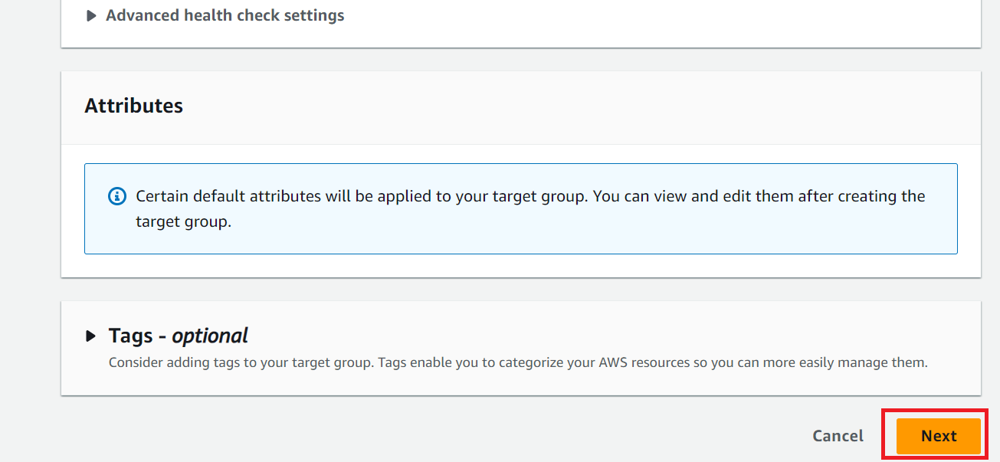 Advanced health check settings
Attributes
Certain default attributes will be applied to your target group. You can view and edit them after creating the
target group.
Tags - optional
Consider adding tags to your target group. Tags enable you to categorize your AWS resources so you can more easily manage them.
Cancel Next